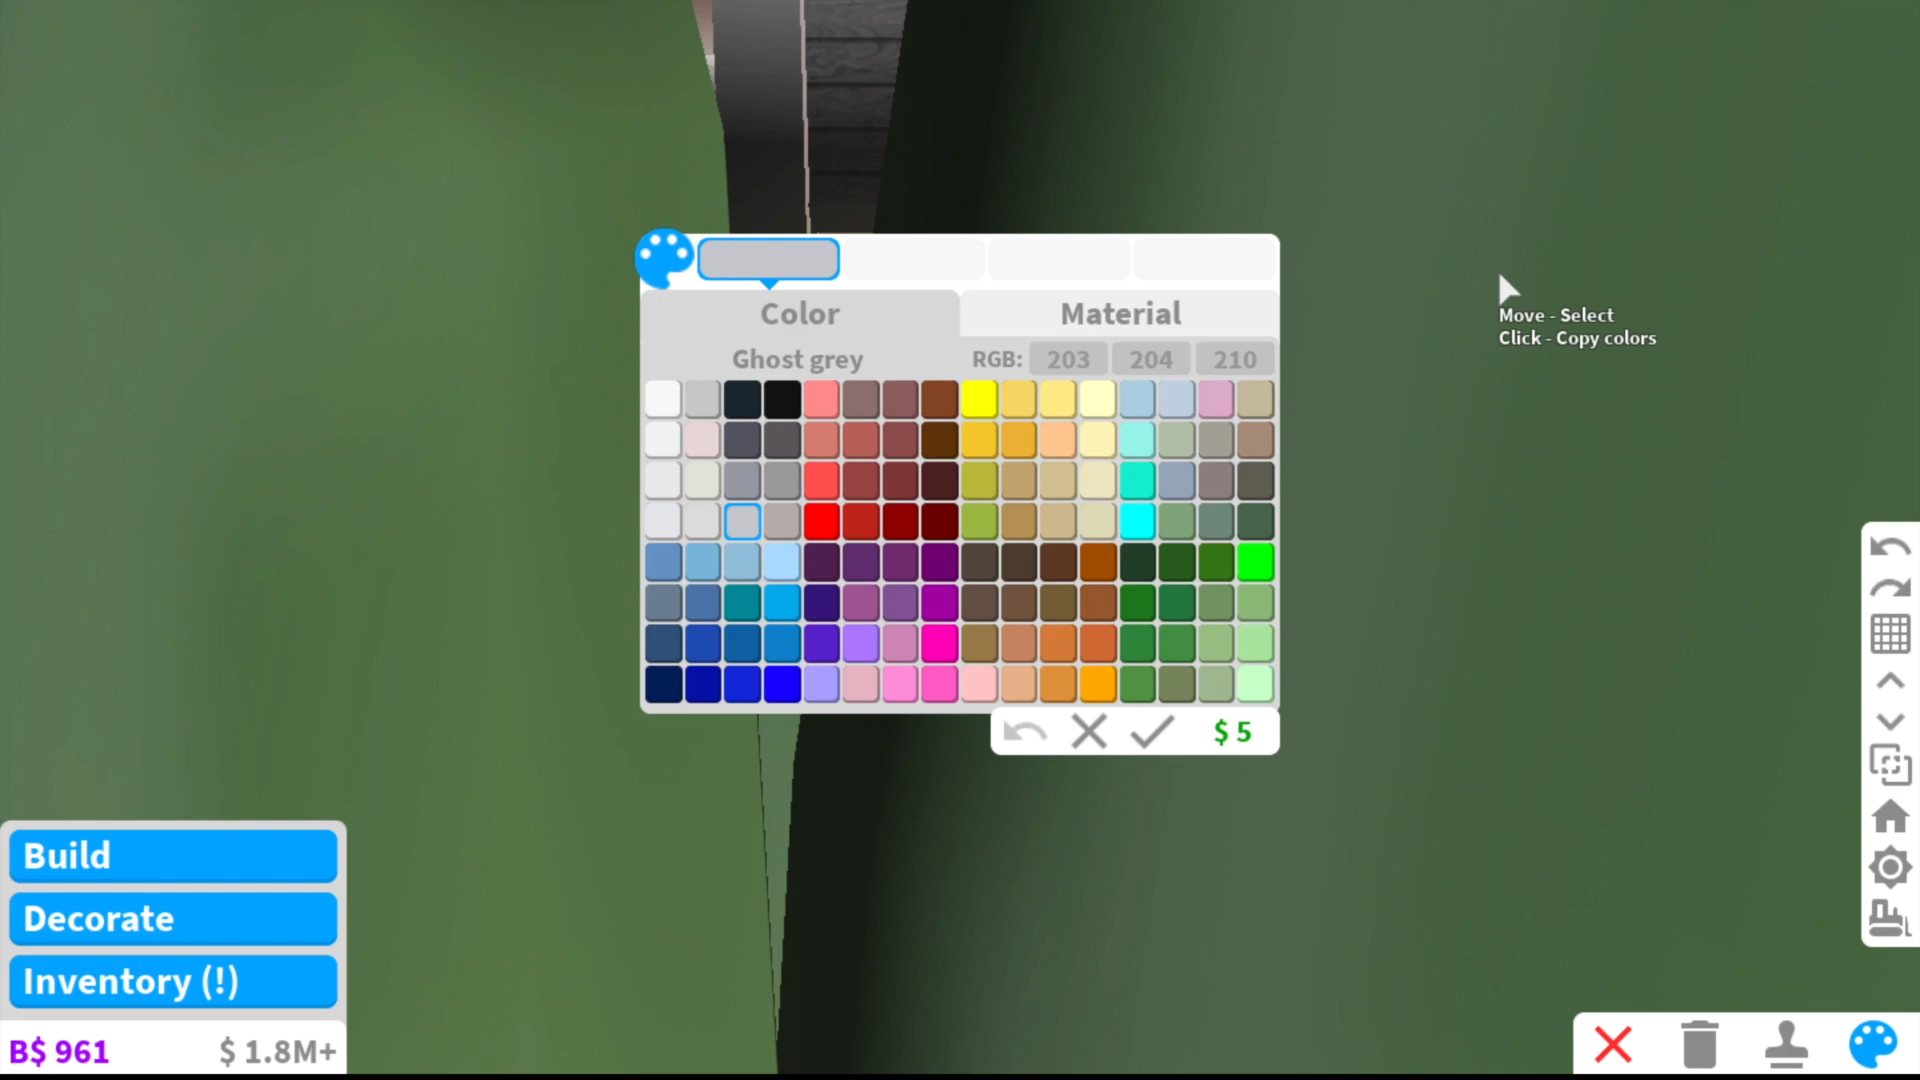 Color
Material
Ghost grey
RGB: 203 204 210
Move - Select
Click - Copy colors
$ 5
Build
Decorate
Inventory (!)
B$ 961
$ 1.8M+